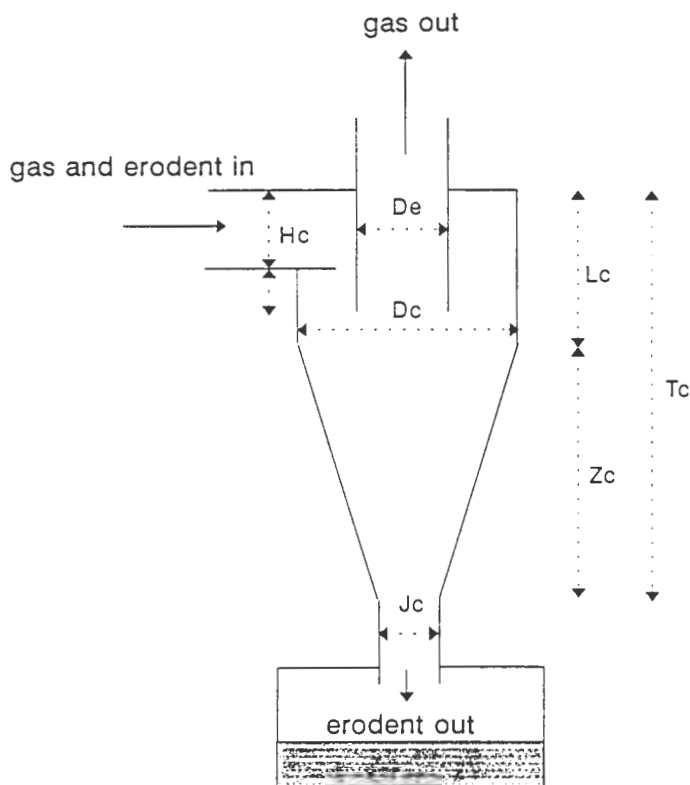 gas out
gas and erodent in
De
Hc
Lc
Dc
Tc
Zc
Jc
erodent out